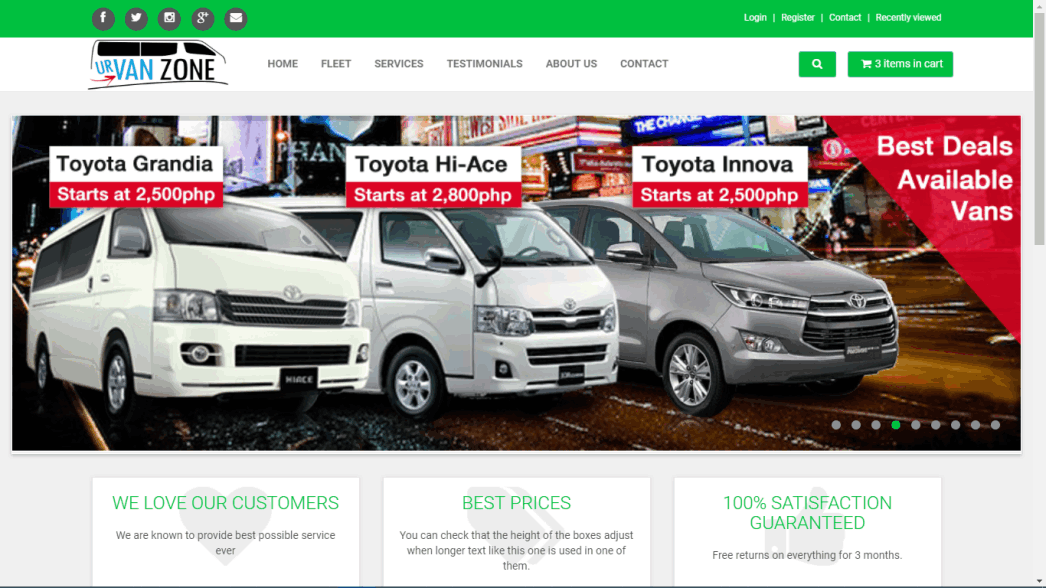 Login | Register | Contact | Recently viewed
URVAN ZONE
HOME FLEET SERVICES TESTIMONIALS ABOUT US CONTACT
3 items in cart
Toyota Grandia
Starts at 2,500php
Toyota Hi-Ace
Starts at 2,800php
Toyota Innova
Starts at 2,500php
Best Deals
Available
Vans
THE CHANGE
HIACE
WE LOVE OUR CUSTOMERS
We are known to provide best possible service
ever
BEST PRICES
You can check that the height of the boxes adjust
when longer text like this one is used in one of
them.
100% SATISFACTION
GUARANTEED
Free returns on everything for 3 months.